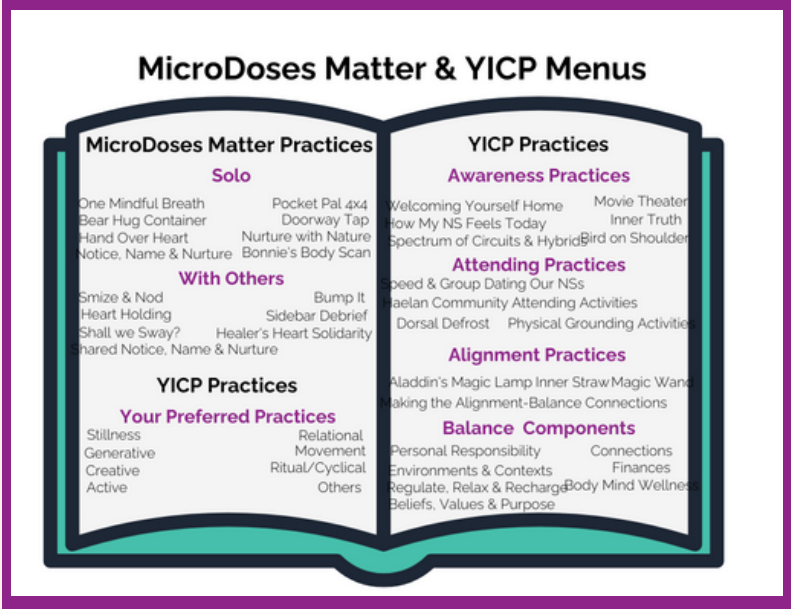 MicroDoses Matter & YICP Menus
MicroDoses Matter Practices
Solo
One Mindful Breath Pocket Pal 4x4
Bear Hug Container Doorway Tap
Hand Over Heart Nurture with Nature
Notice, Name & Nurture Bonnie's Body Scan
With Others
Smize & Nod Bump It
Heart Holding Sidebar Debrief
Shall we Sway? Healer's Heart Solidarity
Shared Notice, Name & Nurture
YICP Practices
Your Preferred Practices
Stillness Relational
Generative Movement
Creative Ritual/Cyclical
Active Others
YICP Practices
Awareness Practices
Welcoming Yourself Home Movie Theater
How My NS Feels Today Inner Truth
Spectrum of Circuits & Hybrids Bird on Shoulder
Attending Practices
Speed & Group Dating Our NSs
Haelan Community Attending Activities
Dorsal Defrost Physical Grounding Activities
Alignment Practices
Aladdin's Magic Lamp Inner Straw Magic Wand
Making the Alignment-Balance Connections
Balance Components
Personal Responsibility Connections
Environments & Contexts Finances
Regulate, Relax & Recharge Body Mind Wellness
Beliefs, Values & Purpose